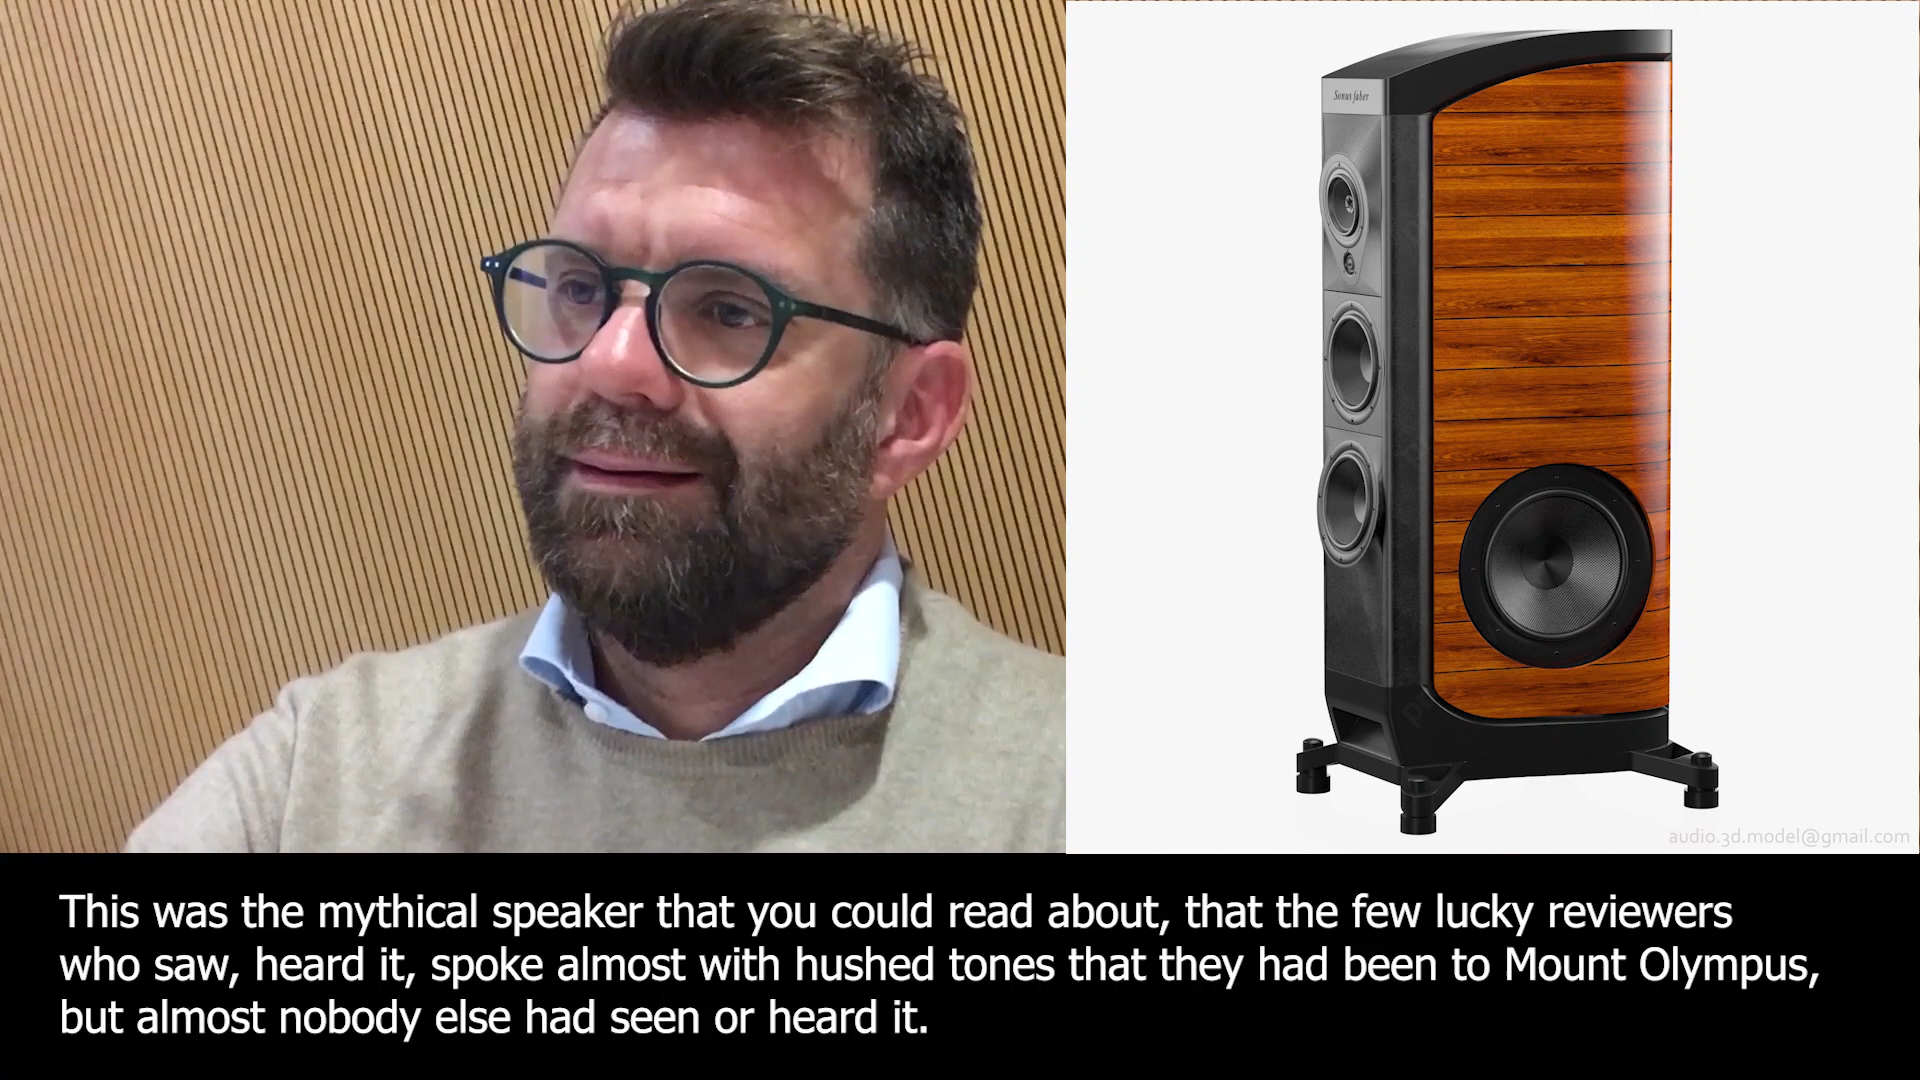 Sonus faber
audio.3d.model@gmail.com
This was the mythical speaker that you could read about, that the few lucky reviewers
who saw, heard it, spoke almost with hushed tones that they had been to Mount Olympus,
but almost nobody else had seen or heard it.